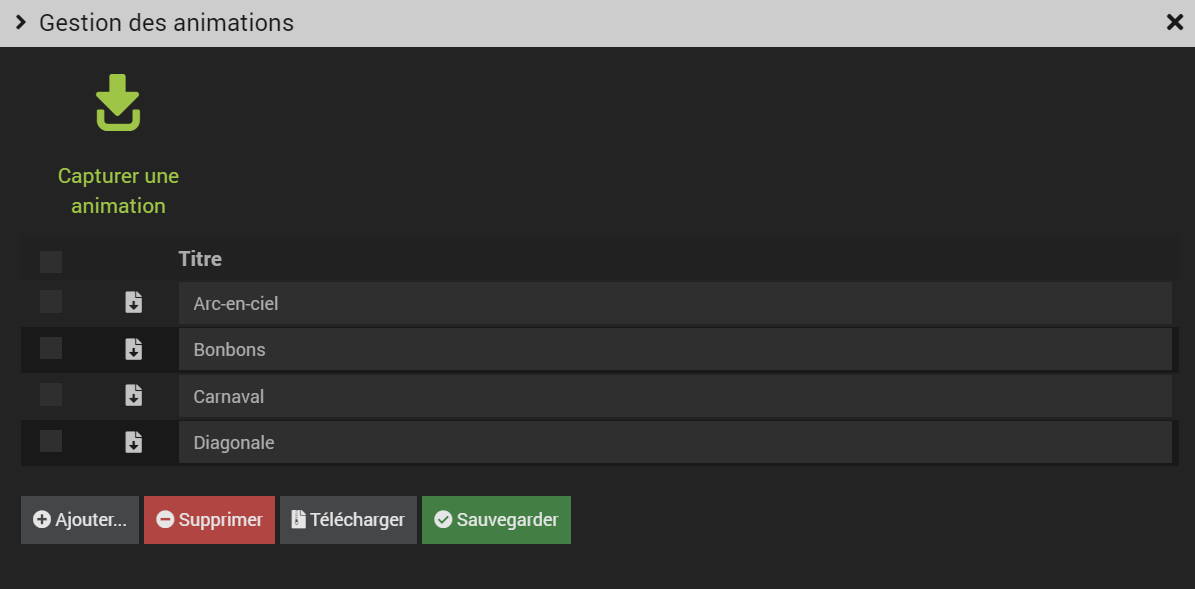 Gestion des animations
Capturer une
animation
Titre
Arc-en-ciel
Bonbons
Carnaval
Diagonale
Ajouter... Supprimer Télécharger Sauvegarder